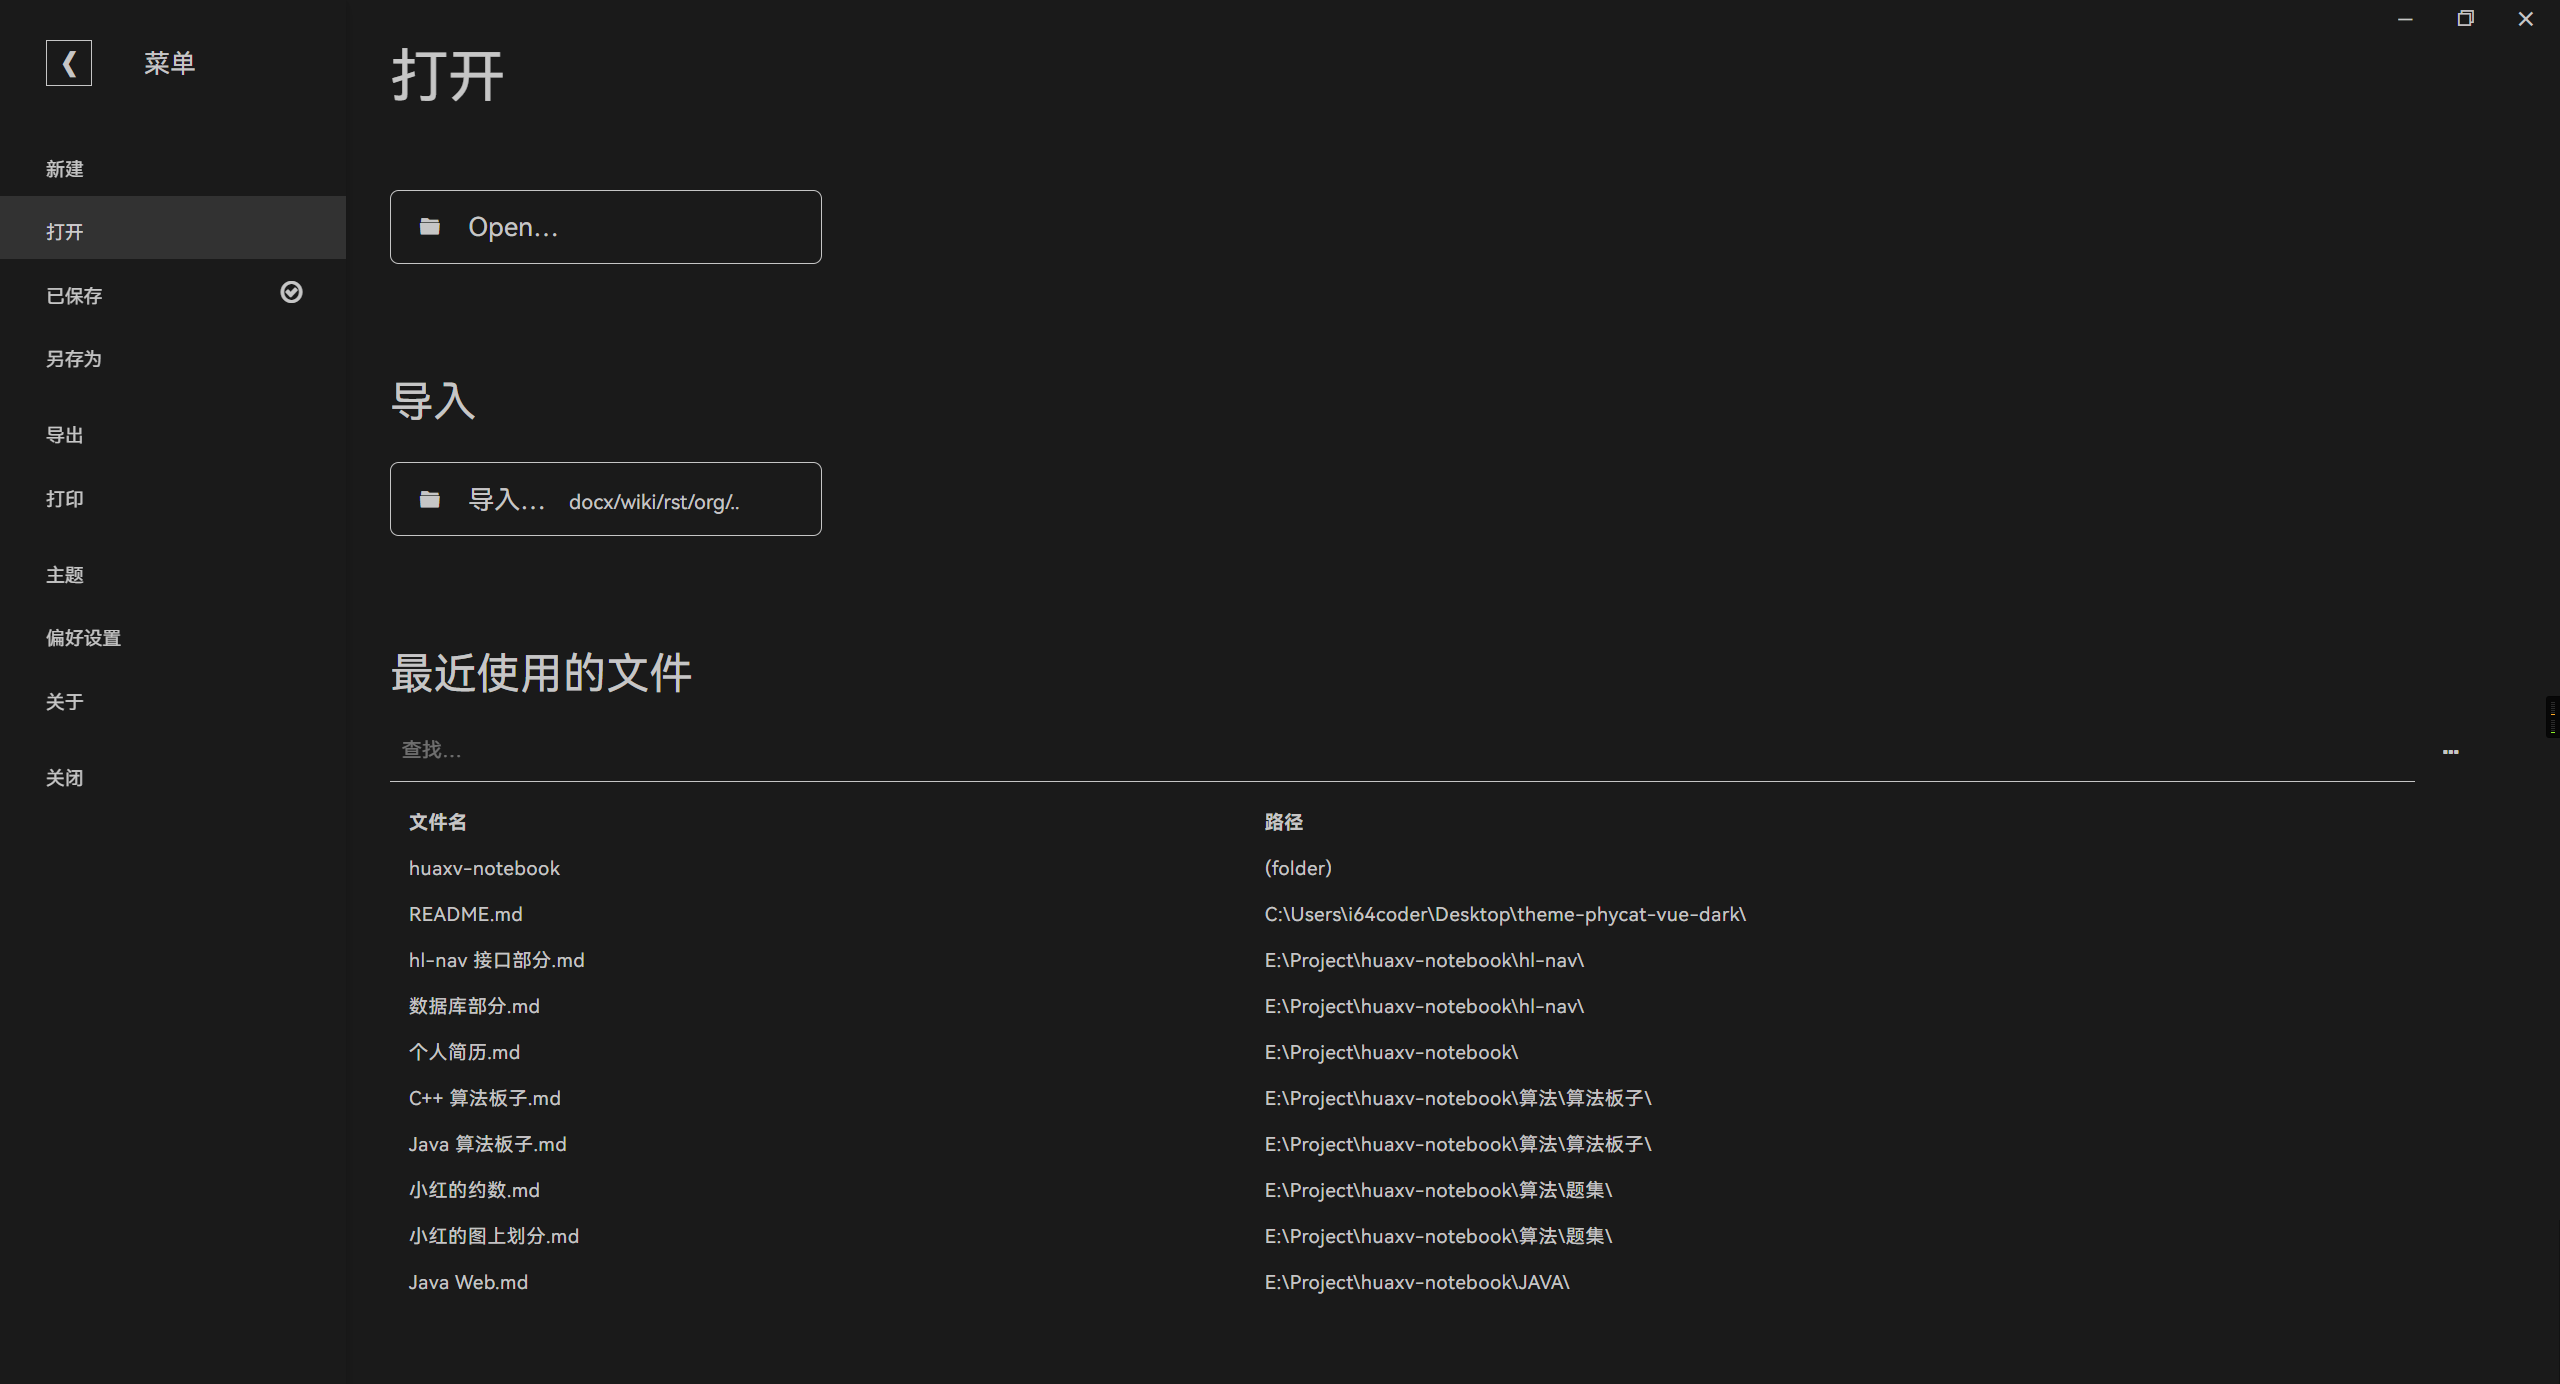 菜单
新建
打开
已保存
另存为
导出
打印
主题
偏好设置
关于
关闭
打开
Open...
导入
导入... docx/wiki/rst/org/..
最近使用的文件
查找...
文件名 路径
huaxv-notebook (folder)
README.md C:\Users\i64coder\Desktop\theme-phycat-vue-dark\
hl-nav 接口部分.md E:\Project\huaxv-notebook\hl-nav\
数据库部分.md E:\Project\huaxv-notebook\hl-nav\
个人简历.md E:\Project\huaxv-notebook\
C++ 算法板子.md E:\Project\huaxv-notebook\算法\算法板子\
Java 算法板子.md E:\Project\huaxv-notebook\算法\算法板子\
小红的约数.md E:\Project\huaxv-notebook\算法\题集\
小红的图上划分.md E:\Project\huaxv-notebook\算法\题集\
Java Web.md E:\Project\huaxv-notebook\JAVA\